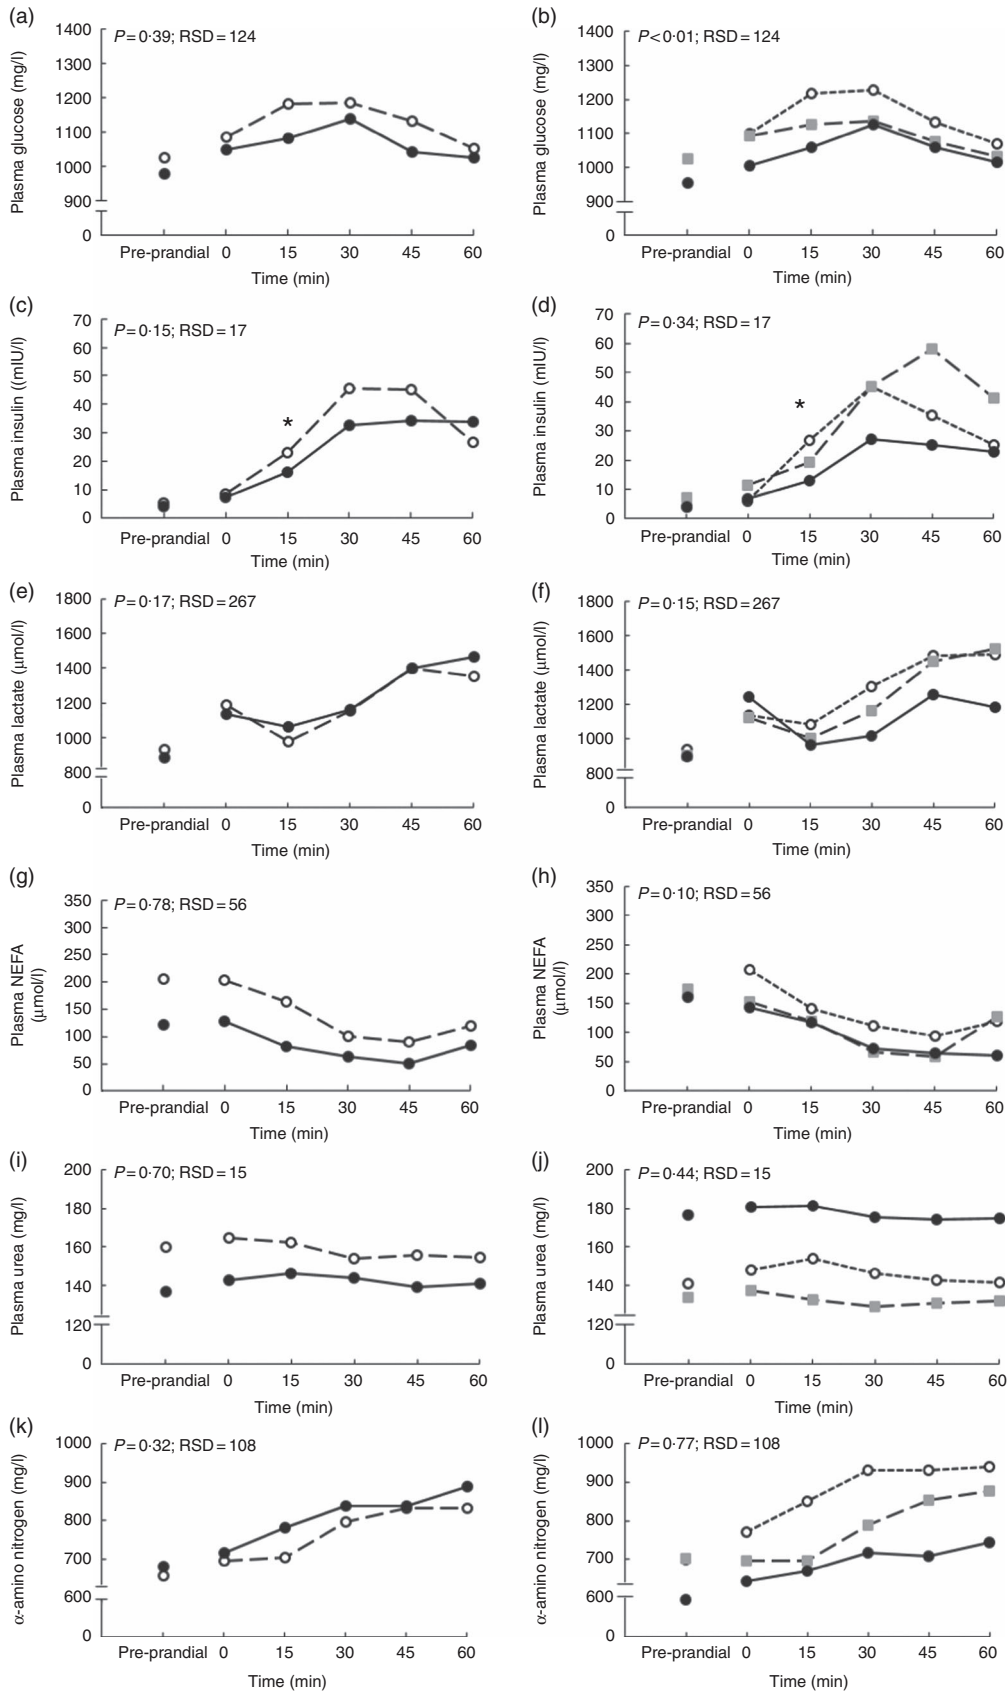 (a)
P=0·39; RSD=124
Plasma glucose (mg/l)
1400
1300
1200
1100
1000
900
0
Pre-prandial 0 15 30 45 60
Time (min)
(b)
P<0·01; RSD=124
Plasma glucose (mg/l)
1400
1300
1200
1100
1000
900
0
Pre-prandial 0 15 30 45 60
Time (min)
(c)
P=0·15; RSD=17
Plasma insulin ((mIU/l)
70
60
50
40
30
20
10
0
*
Pre-prandial 0 15 30 45 60
Time (min)
(d)
P=0·34; RSD=17
Plasma insulin (mIU/l)
70
60
50
40
30
20
10
0
*
Pre-prandial 0 15 30 45 60
Time (min)
(e)
P=0·17; RSD=267
Plasma lactate (μmol/l)
1800
1600
1400
1200
1000
800
0
Pre-prandial 0 15 30 45 60
Time (min)
(f)
P=0·15; RSD=267
Plasma lactate (μmol/l)
1800
1600
1400
1200
1000
800
0
Pre-prandial 0 15 30 45 60
Time (min)
(g)
P=0·78; RSD=56
Plasma NEFA
(μmol/l)
350
300
250
200
150
100
50
0
Pre-prandial 0 15 30 45 60
Time (min)
(h)
P=0·10; RSD=56
Plasma NEFA
(μmol/l)
350
300
250
200
150
100
50
0
Pre-prandial 0 15 30 45 60
Time (min)
(i)
P=0·70; RSD=15
Plasma urea (mg/l)
200
180
160
140
120
0
Pre-prandial 0 15 30 45 60
Time (min)
(j)
P=0·44; RSD=15
Plasma urea (mg/l)
200
180
160
140
120
0
Pre-prandial 0 15 30 45 60
Time (min)
(k)
P=0·32; RSD=108
α-amino nitrogen (mg/l)
1000
900
800
700
600
0
Pre-prandial 0 15 30 45 60
Time (min)
(l)
P=0·77; RSD=108
α-amino nitrogen (mg/l)
1000
900
800
700
600
0
Pre-prandial 0 15 30 45 60
Time (min)